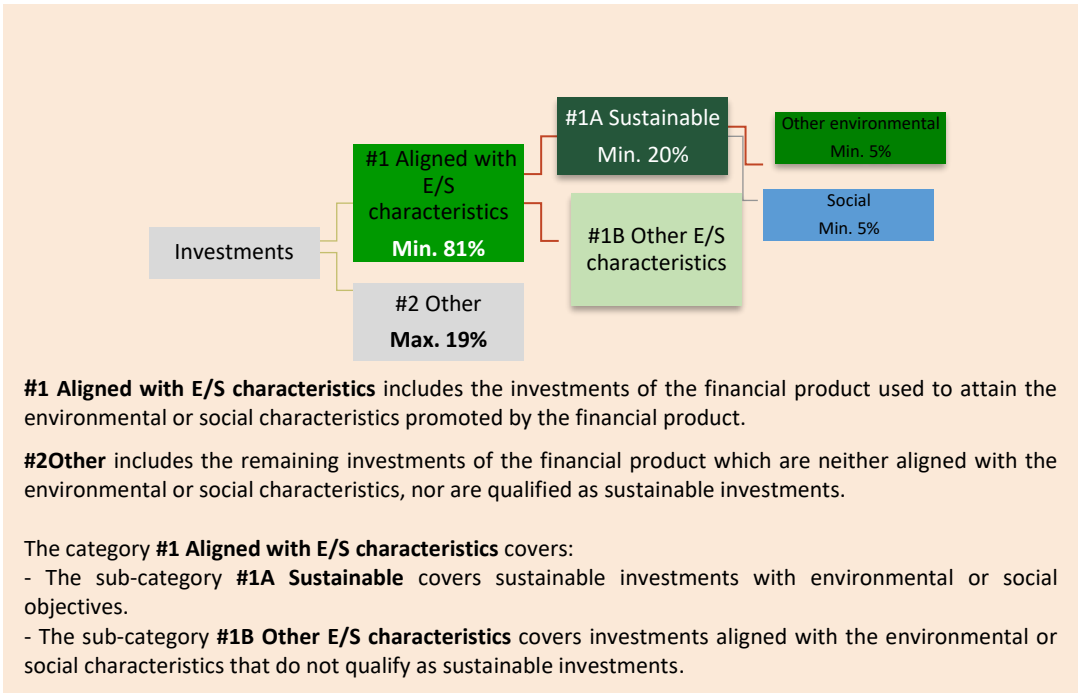 #1A Sustainable
Min. 20%
Other environmental
Min. 5%
#1 Aligned with
E/S
characteristics
Min. 81%
Social
Min. 5%
#1B Other E/S
characteristics
Investments
#2 Other
Max. 19%
#1 Aligned with E/S characteristics includes the investments of the financial product used to attain the
environmental or social characteristics promoted by the financial product.
#2Other includes the remaining investments of the financial product which are neither aligned with the
environmental or social characteristics, nor are qualified as sustainable investments.
The category #1 Aligned with E/S characteristics covers:
- The sub-category #1A Sustainable covers sustainable investments with environmental or social
objectives.
- The sub-category #1B Other E/S characteristics covers investments aligned with the environmental or
social characteristics that do not qualify as sustainable investments.